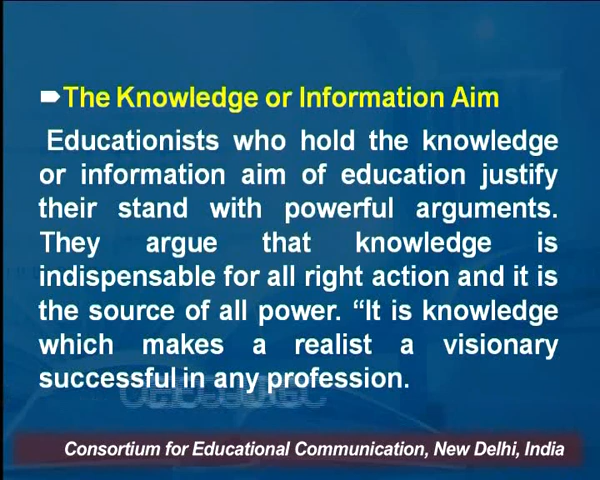 The Knowledge or Information Aim
Educationists who hold the knowledge
or information aim of education justify
their stand with powerful arguments.
They argue that knowledge is
indispensable for all right action and it is
the source of all power. “It is knowledge
which makes a realist a visionary
successful in any profession.
Consortium for Educational Communication, New Delhi, India